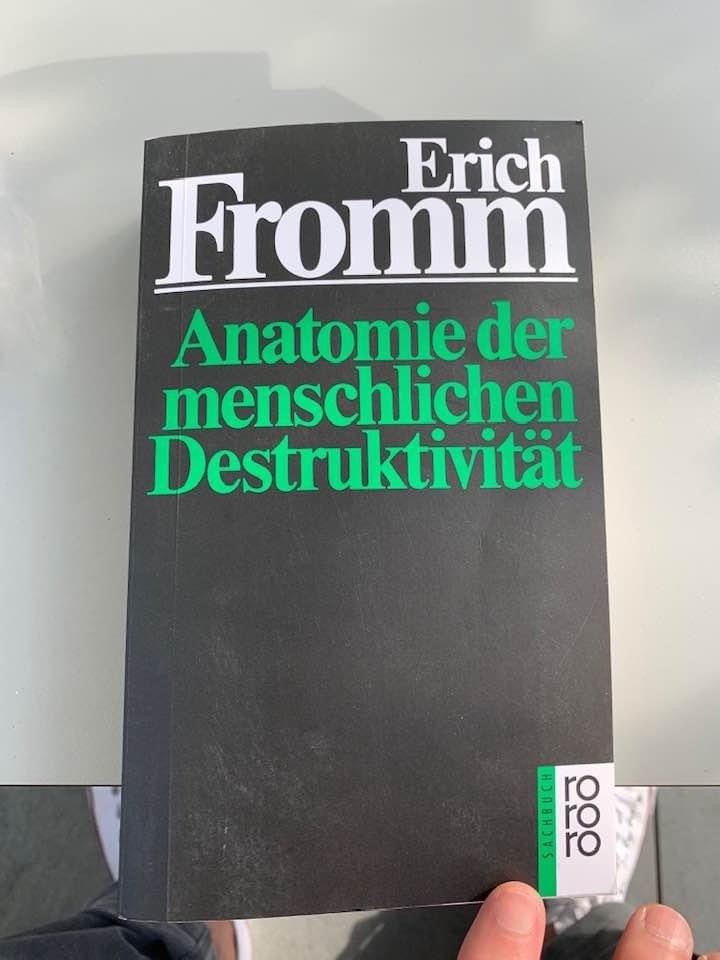 Erich
Fromm
Anatomie der
menschlichen
Destruktivität
SACHBUCH
ro
ro
ro